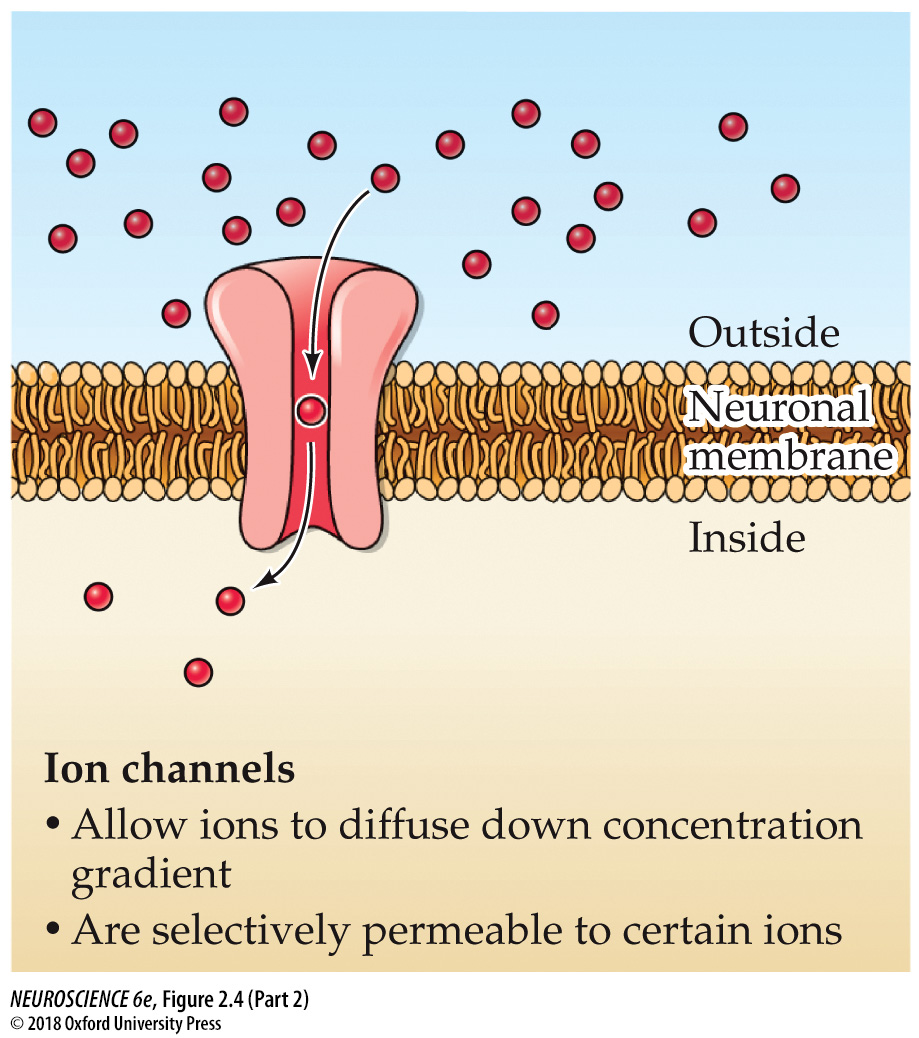 Outside
Neuronal
membrane
Inside
Ion channels
• Allow ions to diffuse down concentration
gradient
• Are selectively permeable to certain ions
NEUROSCIENCE 6e, Figure 2.4 (Part 2)
© 2018 Oxford University Press